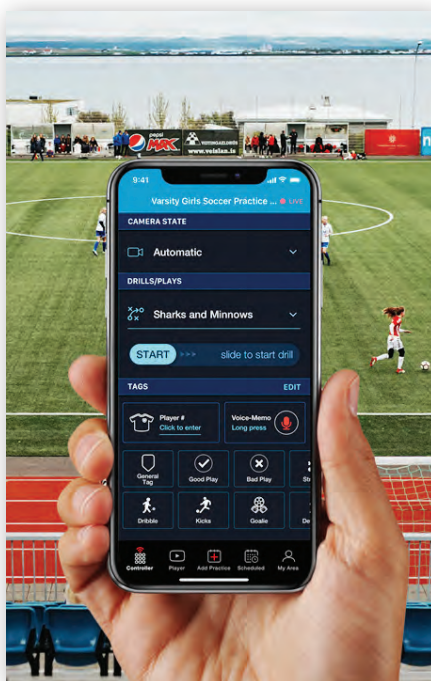 pepsi
MAX
VEITINGAGELDING
www.veislan.is
9:41
Varsity Girls Soccer Practice ... LIVE
CAMERA STATE
Automatic
DRILLS/PLAYS
Sharks and Minnows
START >>> slide to start drill
TAGS EDIT
Player #
Click to enter
Voice-Memo
Long press
General
Tag
Good Play
Bad Play
Dribble
Kicks
Goalie
Controller
Player
Add Practice
Scheduled
My Area